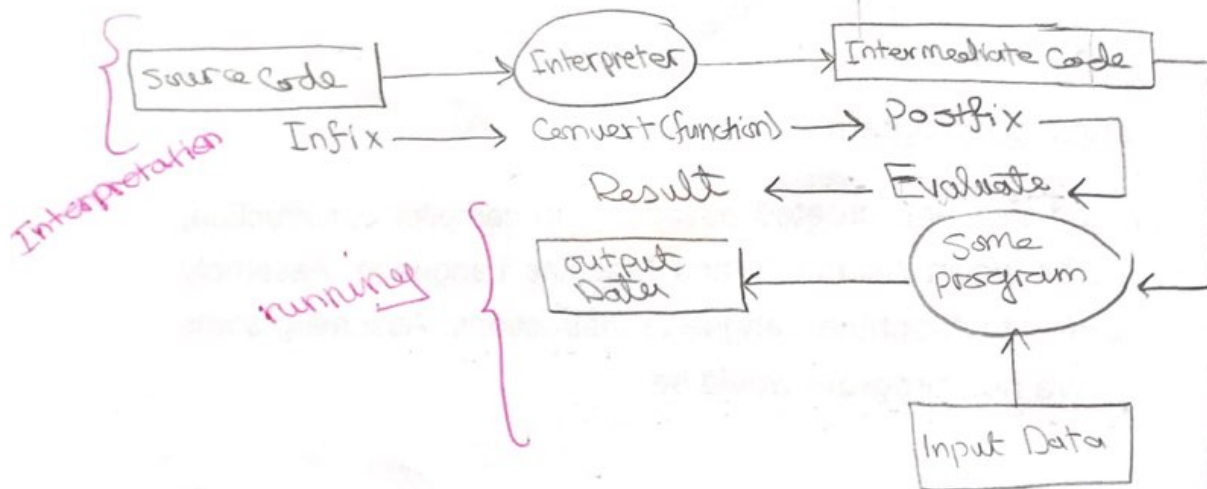 Source Code
Interpreter
Intermediate Code
Infix
Convert (function)
Postfix
Interpretation
Result
Evaluate
running
Output
Data
Some
program
Input Data